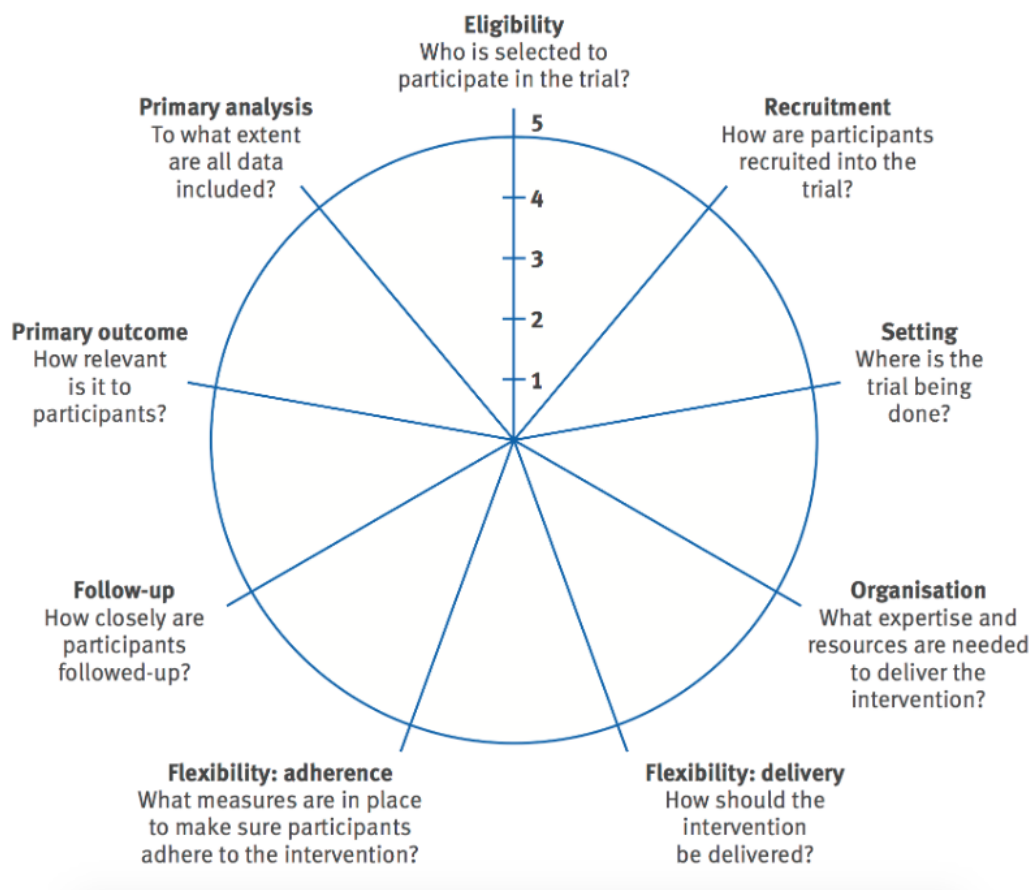 Eligibility
Who is selected to
participate in the trial?
Recruitment
How are participants
recruited into the
trial?
Setting
Where is the
trial being
done?
Organisation
What expertise and
resources are needed
to deliver the
intervention?
Flexibility: delivery
How should the
intervention
be delivered?
Flexibility: adherence
What measures are in place
to make sure participants
adhere to the intervention?
Follow-up
How closely are
participants
followed-up?
Primary outcome
How relevant
is it to
participants?
Primary analysis
To what extent
are all data
included?
5
4
3
2
1